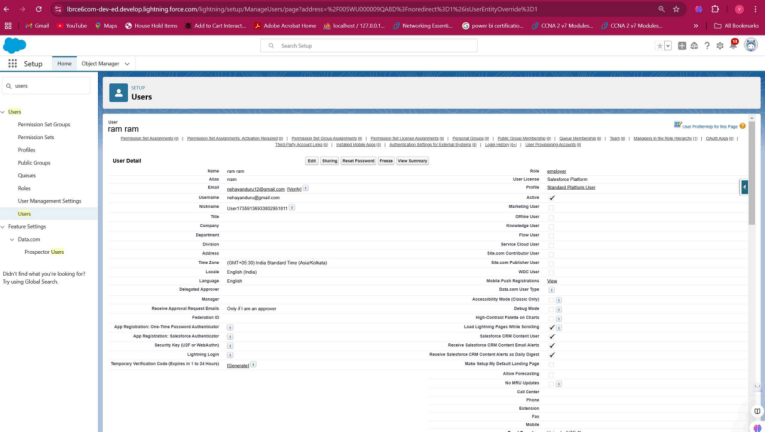 lbrce6com-dev-ed.develop.lightning.force.com/lightning/setup/ManageUsers/page?address=%2F005WU000009QA8D%3Fnoredirect%3D1%26isUserEntityOverride%3D1
Gmail YouTube Maps House Hold Items Add to Cart Interact... Adobe Acrobat Home localhost / 127.0.0.1... Networking Essenti... power bi certificatio... CCNA 2 v7 Modules... CCNA 2 v7 Modules... » All Bookmarks
Search Setup
Setup Home Object Manager
users
Users
Permission Set Groups
Permission Sets
Profiles
Public Groups
Queues
Roles
User Management Settings
Users
Feature Settings
Data.com
Prospector Users
Didn't find what you're looking for?
Try using Global Search.
SETUP
Users
User
ram ram
User Profile Help for this Page
Permission Set Assignments [0] | Permission Set Assignments: Activation Required [0] | Permission Set Group Assignments [0] | Permission Set License Assignments [0] | Personal Groups [0] | Public Group Membership [0] | Queue Membership [0] | Team [0] | Managers in the Role Hierarchy [1] | OAuth Apps [0] |
Third-Party Account Links [0] | Installed Mobile Apps [0] | Authentication Settings for External Systems [0] | Login History [0+] | User Provisioning Accounts [0]
User Detail Edit Sharing Reset Password Freeze View Summary
Name ram ram Role employer
Alias rram User License Salesforce Platform
Email nehayanduru12@gmail.com [Verify] Profile Standard Platform User
Username nehayanduru@gmail.com Active
Nickname Marketing User
Title Offline User
Company Knowledge User
Department Flow User
Division Service Cloud User
Address Site.com Contributor User
Time Zone (GMT+05:30) India Standard Time (Asia/Kolkata) Site.com Publisher User
Locale English (India) WDC User
Language English Mobile Push Registrations View
Delegated Approver Data.com User Type
Manager Accessibility Mode (Classic Only)
Receive Approval Request Emails Only if I am an approver Debug Mode
Federation ID High-Contrast Palette on Charts
App Registration: One-Time Password Authenticator Load Lightning Pages While Scrolling
App Registration: Salesforce Authenticator Salesforce CRM Content User
Security Key (U2F or WebAuthn) Receive Salesforce CRM Content Email Alerts
Lightning Login Receive Salesforce CRM Content Alerts as Daily Digest
Temporary Verification Code (Expires in 1 to 24 Hours) [Generate] Make Setup My Default Landing Page
Allow Forecasting
No MRU Updates
Call Center
Phone
Extension
Fax
Mobile